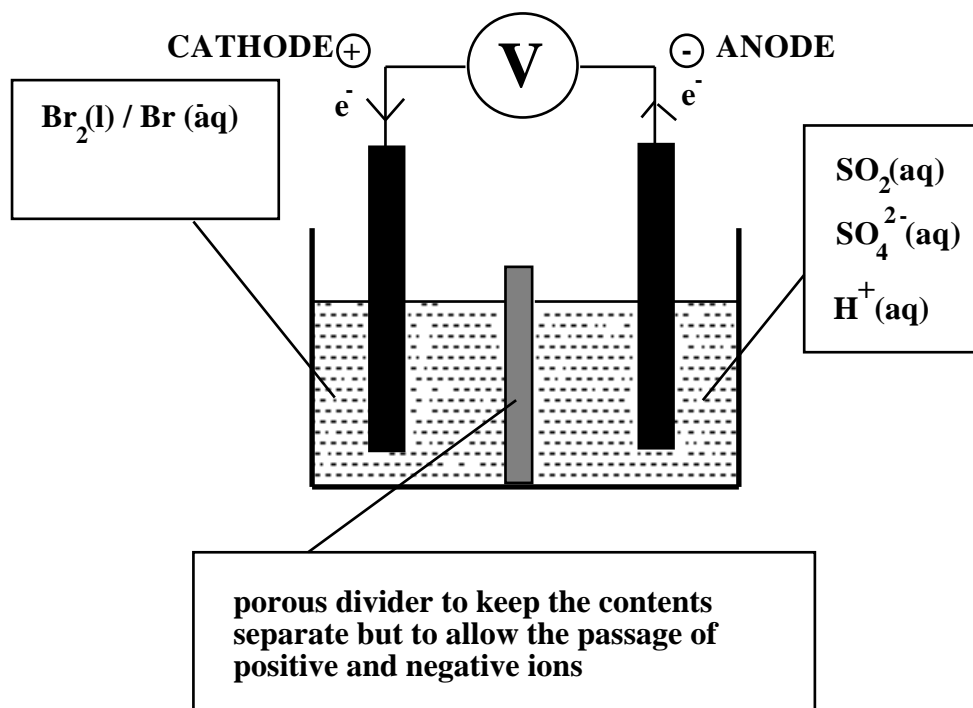 CATHODE + V - ANODE
e⁻ e⁻
Br₂(l) / Br⁻(aq)
SO₂(aq)
SO₄²⁻(aq)
H⁺(aq)
porous divider to keep the contents
separate but to allow the passage of
positive and negative ions